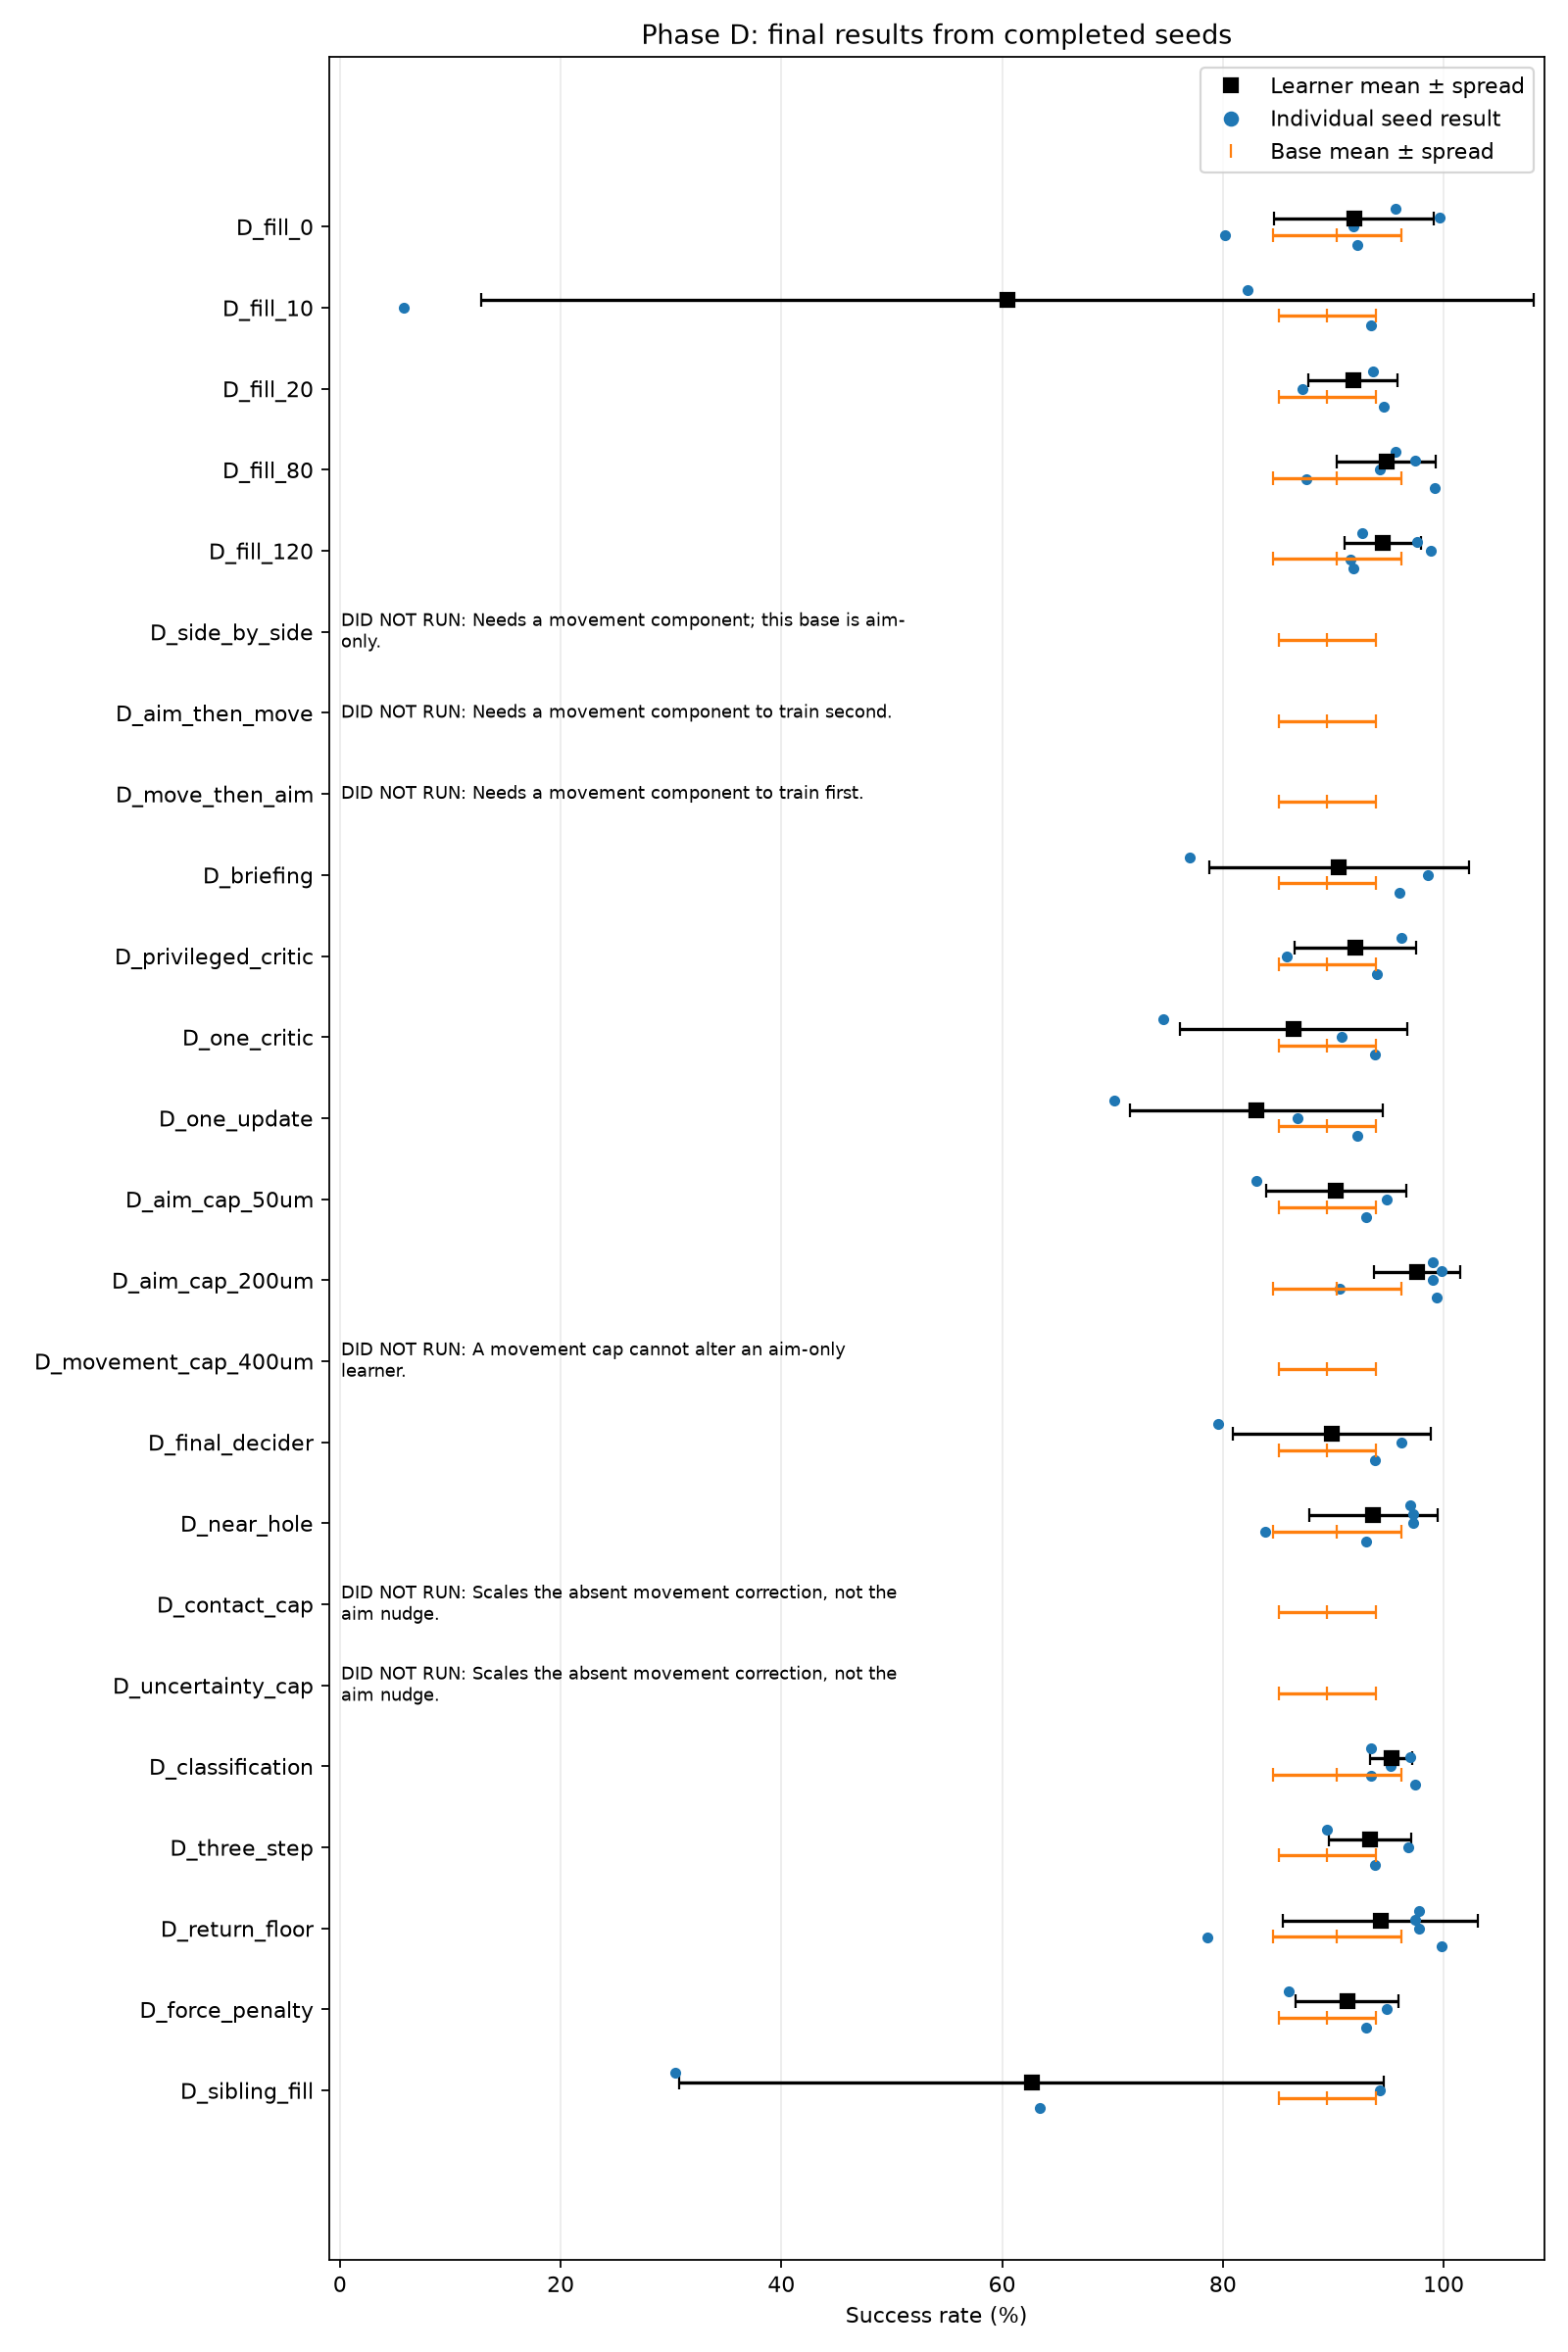 Phase D: final results from completed seeds
Learner mean ± spread
Individual seed result
Base mean ± spread
D_fill_0
D_fill_10
D_fill_20
D_fill_80
D_fill_120
D_side_by_side
DID NOT RUN: Needs a movement component; this base is aim-
only.
D_aim_then_move
DID NOT RUN: Needs a movement component to train second.
D_move_then_aim
DID NOT RUN: Needs a movement component to train first.
D_briefing
D_privileged_critic
D_one_critic
D_one_update
D_aim_cap_50um
D_aim_cap_200um
D_movement_cap_400um
DID NOT RUN: A movement cap cannot alter an aim-only
learner.
D_final_decider
D_near_hole
D_contact_cap
DID NOT RUN: Scales the absent movement correction, not the
aim nudge.
D_uncertainty_cap
DID NOT RUN: Scales the absent movement correction, not the
aim nudge.
D_classification
D_three_step
D_return_floor
D_force_penalty
D_sibling_fill
0 20 40 60 80 100
Success rate (%)